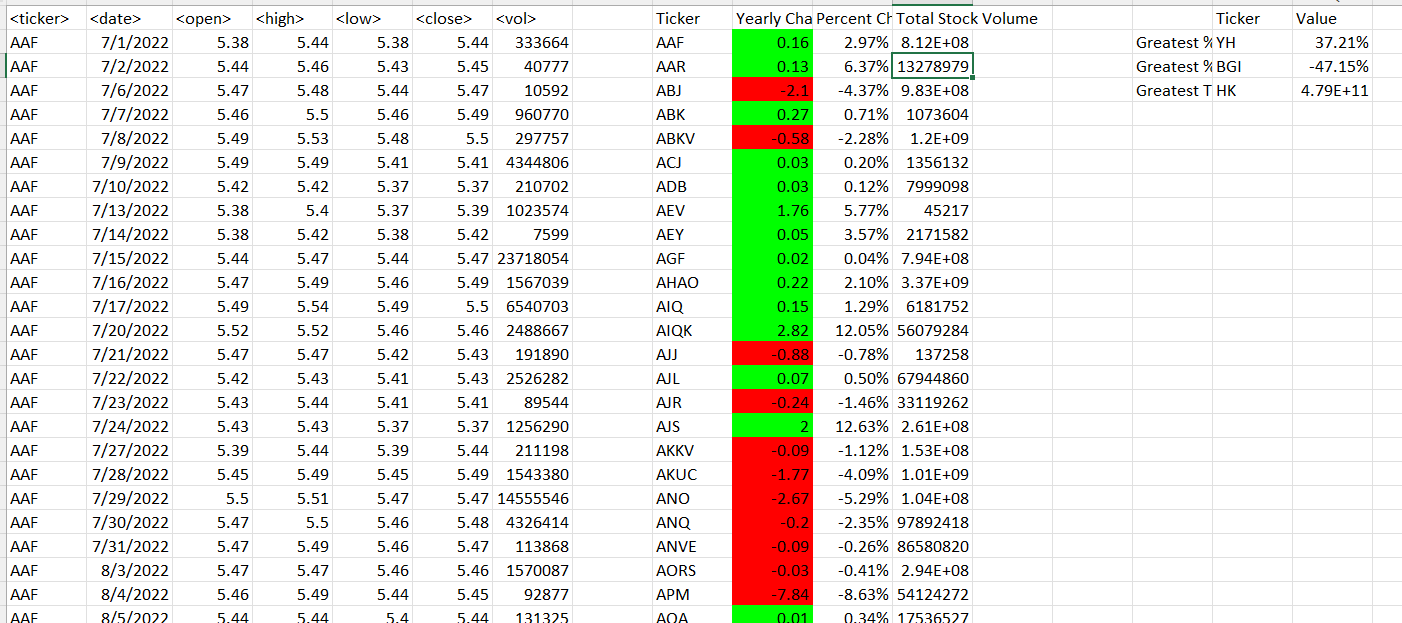 <ticker> <date> <open> <high> <low> <close> <vol> Ticker Yearly Cha Percent Ch Total Stock Volume Ticker Value
AAF 7/1/2022 5.38 5.44 5.38 5.44 333664 AAF 0.16 2.97% 8.12E+08 Greatest % YH 37.21%
AAF 7/2/2022 5.44 5.46 5.43 5.45 40777 AAR 0.13 6.37% 13278979 Greatest % BGI -47.15%
AAF 7/6/2022 5.47 5.48 5.44 5.47 10592 ABJ -2.1 -4.37% 9.83E+08 Greatest T HK 4.79E+11
AAF 7/7/2022 5.46 5.5 5.46 5.49 960770 ABK 0.27 0.71% 1073604
AAF 7/8/2022 5.49 5.53 5.48 5.5 297757 ABKV -0.58 -2.28% 1.2E+09
AAF 7/9/2022 5.49 5.49 5.41 5.41 4344806 ACJ 0.03 0.20% 1356132
AAF 7/10/2022 5.42 5.42 5.37 5.37 210702 ADB 0.03 0.12% 7999098
AAF 7/13/2022 5.38 5.4 5.37 5.39 1023574 AEV 1.76 5.77% 45217
AAF 7/14/2022 5.38 5.42 5.38 5.42 7599 AEY 0.05 3.57% 2171582
AAF 7/15/2022 5.44 5.47 5.44 5.47 23718054 AGF 0.02 0.04% 7.94E+08
AAF 7/16/2022 5.47 5.49 5.46 5.49 1567039 AHAO 0.22 2.10% 3.37E+09
AAF 7/17/2022 5.49 5.54 5.49 5.5 6540703 AIQ 0.15 1.29% 6181752
AAF 7/20/2022 5.52 5.52 5.46 5.46 2488667 AIQK 2.82 12.05% 56079284
AAF 7/21/2022 5.47 5.47 5.42 5.43 191890 AJJ -0.88 -0.78% 137258
AAF 7/22/2022 5.42 5.43 5.41 5.43 2526282 AJL 0.07 0.50% 67944860
AAF 7/23/2022 5.43 5.44 5.41 5.41 89544 AJR -0.24 -1.46% 33119262
AAF 7/24/2022 5.43 5.43 5.37 5.37 1256290 AJS 2 12.63% 2.61E+08
AAF 7/27/2022 5.39 5.44 5.39 5.44 211198 AKKV -0.09 -1.12% 1.53E+08
AAF 7/28/2022 5.45 5.49 5.45 5.49 1543380 AKUC -1.77 -4.09% 1.01E+09
AAF 7/29/2022 5.5 5.51 5.47 5.47 14555546 ANO -2.67 -5.29% 1.04E+08
AAF 7/30/2022 5.47 5.5 5.46 5.48 4326414 ANQ -0.2 -2.35% 97892418
AAF 7/31/2022 5.47 5.49 5.46 5.47 113868 ANVE -0.09 -0.26% 86580820
AAF 8/3/2022 5.47 5.47 5.46 5.46 1570087 AORS -0.03 -0.41% 2.94E+08
AAF 8/4/2022 5.46 5.49 5.44 5.45 92877 APM -7.84 -8.63% 54124272
AAF 8/5/2022 5.44 5.44 5.4 5.44 131325 AQA 0.01 0.34% 17536527